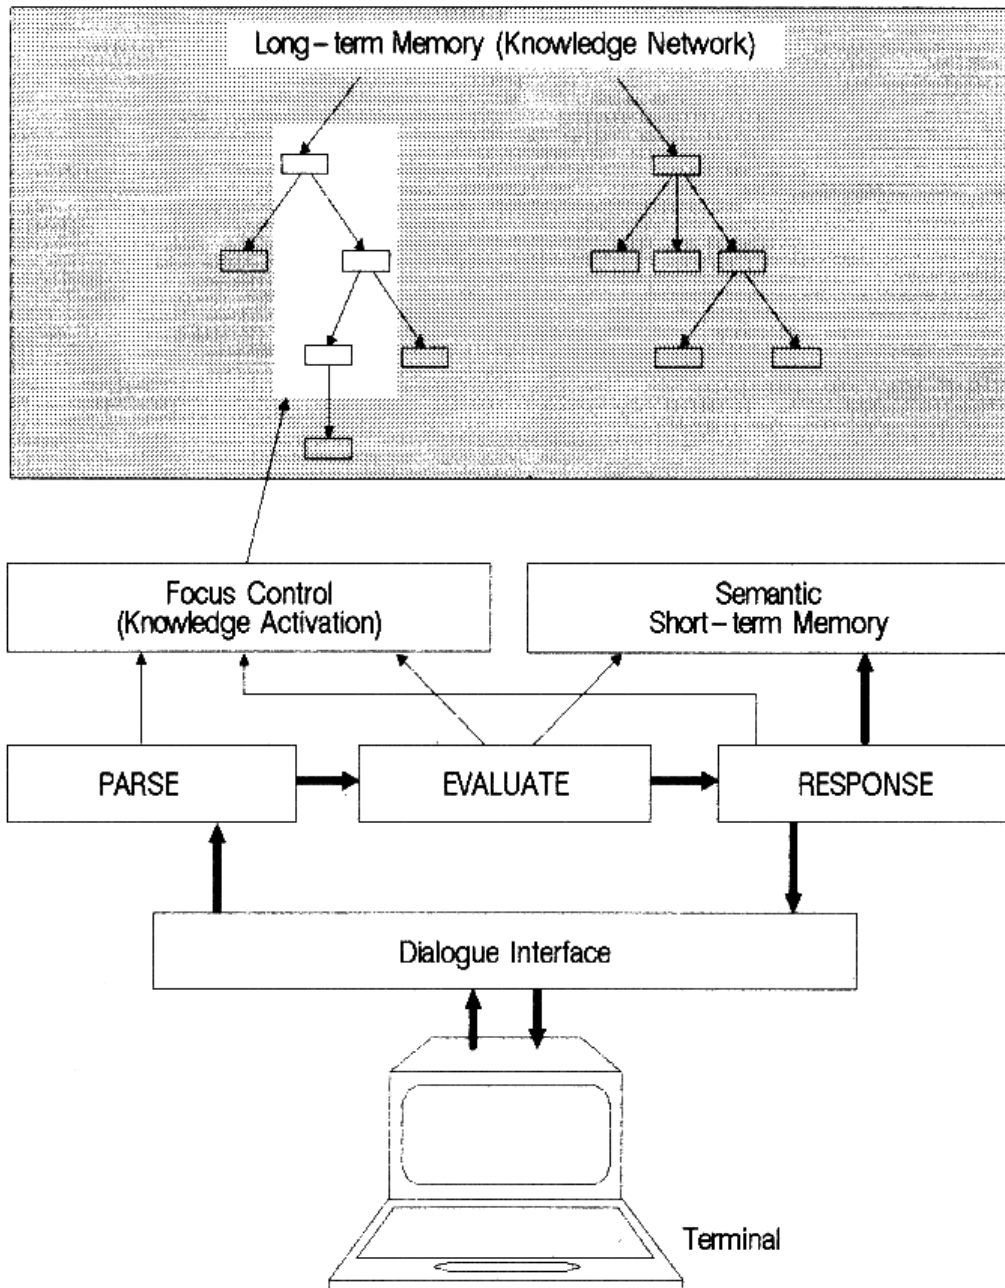 Long-term Memory (Knowledge Network)
Focus Control
(Knowledge Activation)
Semantic
Short-term Memory
PARSE
EVALUATE
RESPONSE
Dialogue Interface
Terminal